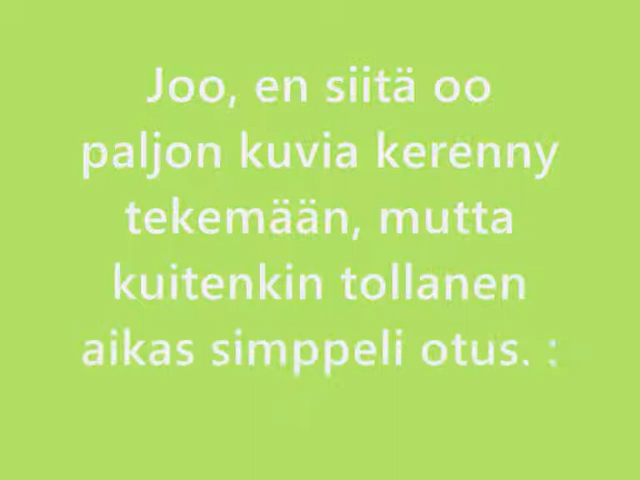 Joo, en siitä oo
paljon kuvia kerenny
tekemään, mutta
kuitenkin tollanen
aikas simppeli otus. :